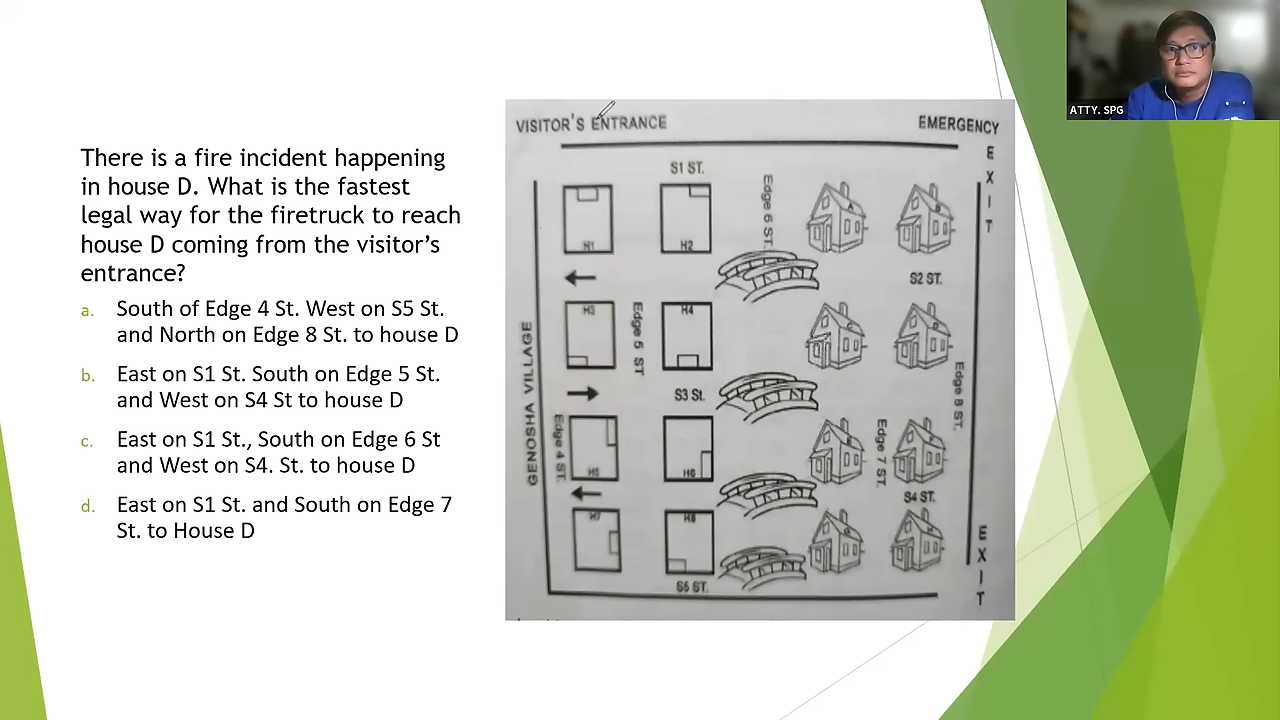 There is a fire incident happening
in house D. What is the fastest
legal way for the firetruck to reach
house D coming from the visitor's
entrance?
a. South of Edge 4 St. West on S5 St.
and North on Edge 8 St. to house D
b. East on S1 St. South on Edge 5 St.
and West on S4 St to house D
c. East on S1 St., South on Edge 6 St
and West on S4. St. to house D
d. East on S1 St. and South on Edge 7
St. to House D
VISITOR'S ENTRANCE
EMERGENCY
EXIT
S1 ST.
H1
H2
Edge 6 ST.
S2 ST.
H3
H4
Edge 5 ST
GENOSHA VILLAGE
S3 St.
Edge 8 ST.
Edge 4 ST.
H5
H6
Edge 7 ST.
S4 ST.
H7
H8
S5 ST.
EXIT
ATTY. SPG